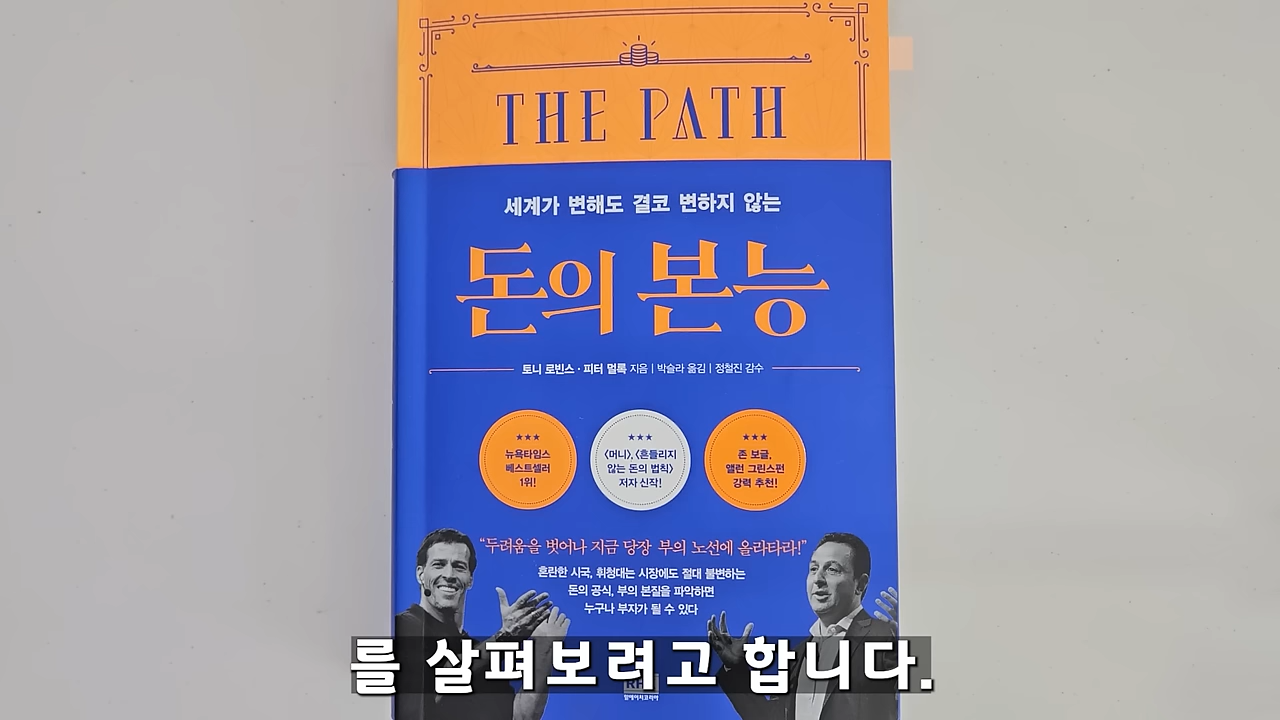 THE PATH
세계가 변해도 결코 변하지 않는
돈의 본능
토니 로빈스 · 피터 멀록 지음 | 박슬라 옮김 | 정철진 감수
★★★
뉴욕타임스
베스트셀러
1위!
★★★
〈머니〉, 〈흔들리지
않는 돈의 법칙〉
저자 신작!
★★★
존 보글,
앨런 그린스펀
강력 추천!
“두려움을 벗어나 지금 당장 부의 노선에 올라타라!”
혼란한 시국, 휘청대는 시장에도 절대 불변하는
돈의 공식, 부의 본질을 파악하면
누구나 부자가 될 수 있다
를 살펴보려고 합니다.
알에이치코리아